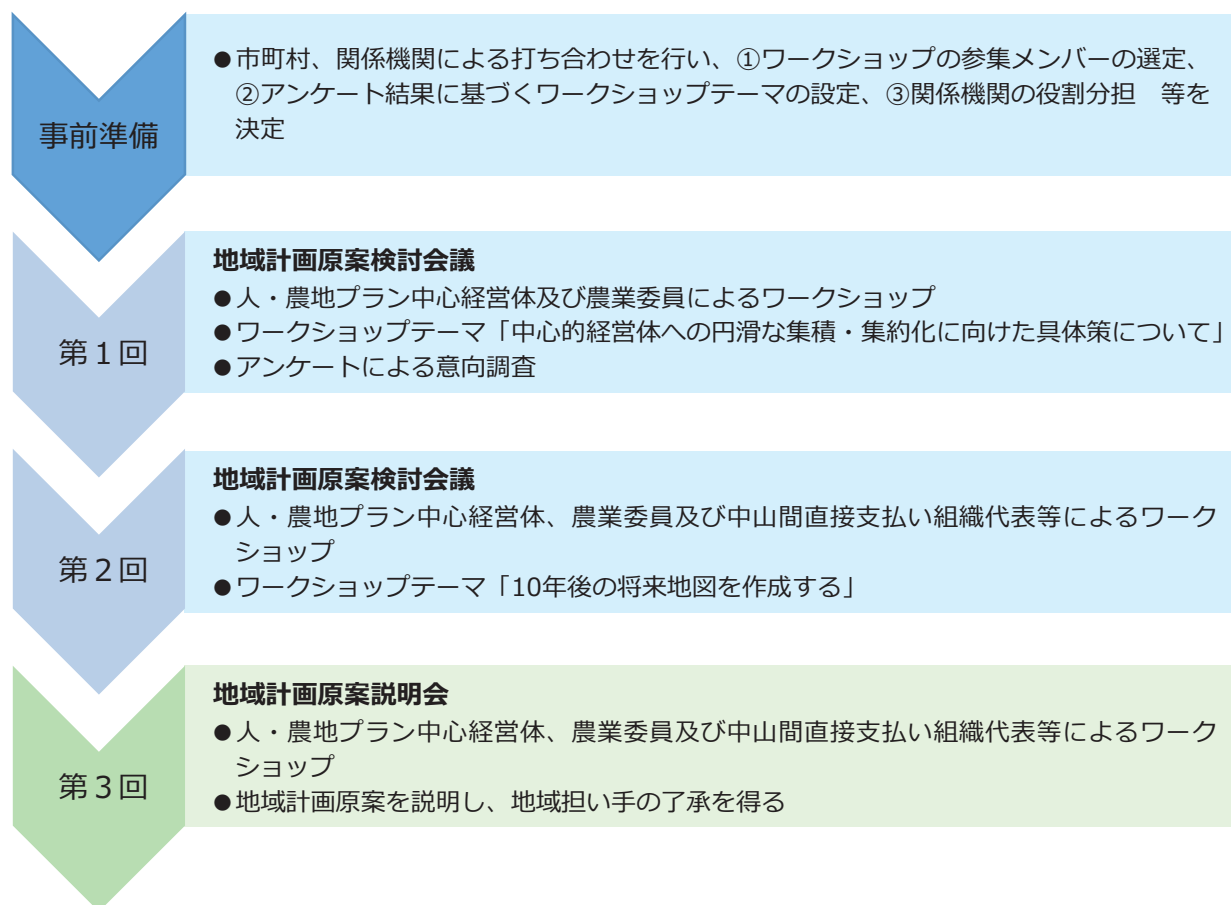 事前準備
●市町村、関係機関による打ち合わせを行い、①ワークショップの参集メンバーの選定、
②アンケート結果に基づくワークショップテーマの設定、③関係機関の役割分担　等を
決定
第１回
地域計画原案検討会議
●人・農地プラン中心経営体及び農業委員によるワークショップ
●ワークショップテーマ「中心的経営体への円滑な集積・集約化に向けた具体策について」
●アンケートによる意向調査
第２回
地域計画原案検討会議
●人・農地プラン中心経営体、農業委員及び中山間直接支払い組織代表等によるワーク
ショップ
●ワークショップテーマ「10年後の将来地図を作成する」
第３回
地域計画原案説明会
●人・農地プラン中心経営体、農業委員及び中山間直接支払い組織代表等によるワーク
ショップ
●地域計画原案を説明し、地域担い手の了承を得る